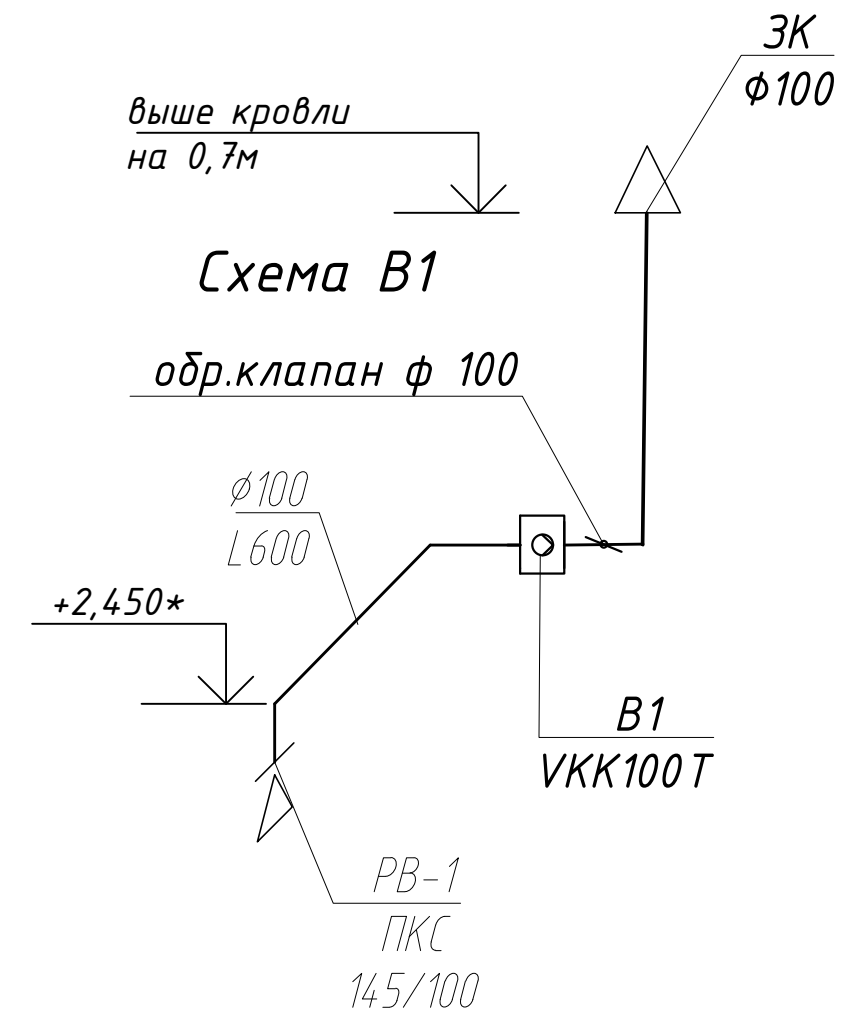 ЗК
Ф100
выше кровли
на 0,7м
Схема В1
обр.клапан ф 100
ϕ100
L600
+2,450*
В1
VKK100T
РВ-1
ПКС
145/100